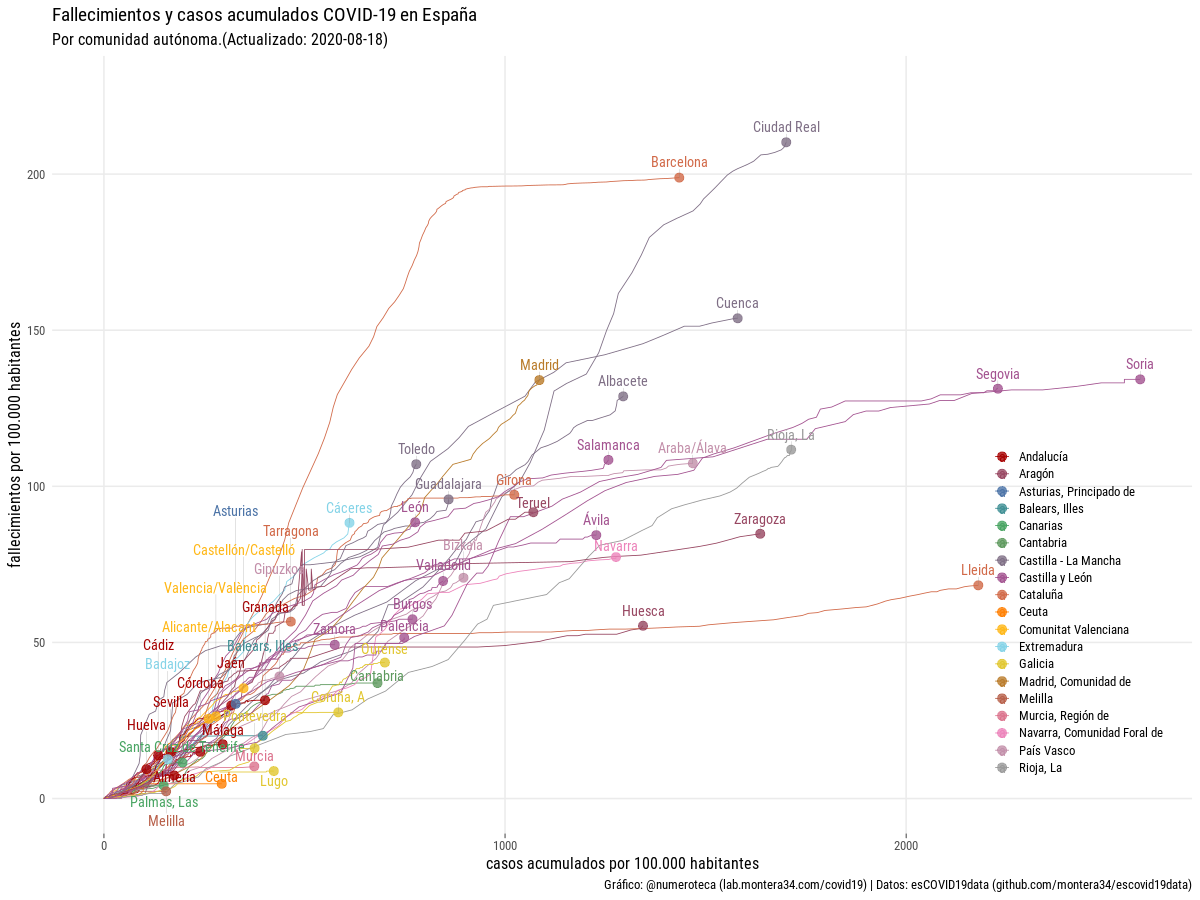 Fallecimientos y casos acumulados COVID-19 en España
Por comunidad autónoma.(Actualizado: 2020-08-18)
fallecimientos por 100.000 habitantes
200
150
100
50
0
Ciudad Real
Barcelona
Cuenca
Madrid
Albacete
Soria
Segovia
Toledo
Salamanca
Araba/Álava
Rioja, La
Guadalajara
Girona
Cáceres
León
Teruel
Asturias
Tarragona
Ávila
Zaragoza
Castellón/Castelló
Bizkaia
Navarra
Gipuzkoa
Valladolid
Lleida
Valencia/València
Granada
Burgos
Huesca
Alicante/Alacant
Zamora
Palencia
Cádiz
Balears, Illes
Ourense
Badajoz
Jaén
Cantabria
Córdoba
Sevilla
Coruña, A
Pontevedra
Huelva
Málaga
Santa Cruz de Tenerife
Murcia
Almería
Ceuta
Lugo
Palmas, Las
Melilla
Andalucía
Aragón
Asturias, Principado de
Balears, Illes
Canarias
Cantabria
Castilla - La Mancha
Castilla y León
Cataluña
Ceuta
Comunitat Valenciana
Extremadura
Galicia
Madrid, Comunidad de
Melilla
Murcia, Región de
Navarra, Comunidad Foral de
País Vasco
Rioja, La
0
1000
2000
casos acumulados por 100.000 habitantes
Gráfico: @numeroteca (lab.montera34.com/covid19) | Datos: esCOVID19data (github.com/montera34/escovid19data)